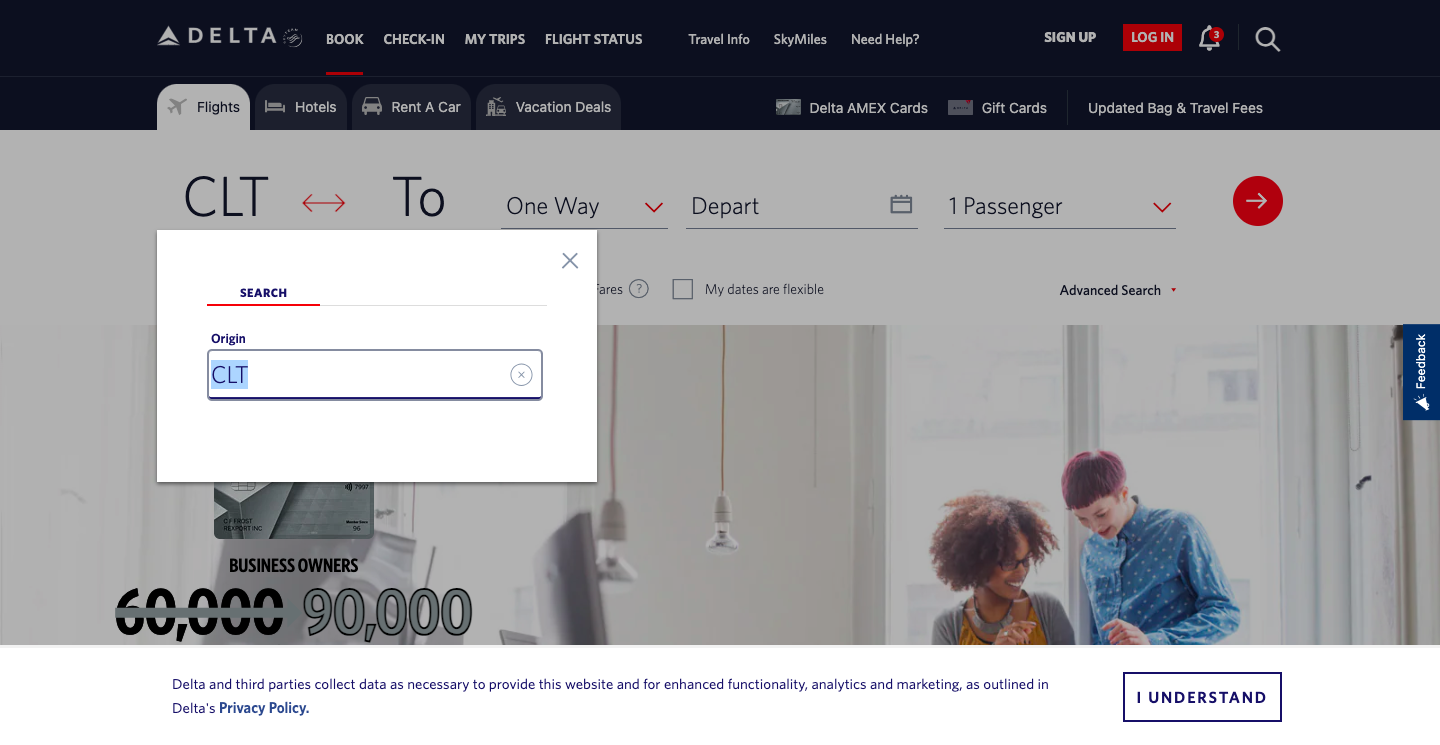 DELTA
BOOK
CHECK-IN
MY TRIPS
FLIGHT STATUS
Travel Info
SkyMiles
Need Help?
SIGN UP
LOG IN
3
Flights
Hotels
Rent A Car
Vacation Deals
Delta AMEX Cards
Gift Cards
Updated Bag & Travel Fees
CLT
To
One Way
Depart
1 Passenger
Fares
?
My dates are flexible
Advanced Search
SEARCH
Origin
CLT
Feedback
7997
C F FROST
REXPORT INC
Member Since
96
BUSINESS OWNERS
60,000 90,000
Delta and third parties collect data as necessary to provide this website and for enhanced functionality, analytics and marketing, as outlined in
Delta's Privacy Policy.
I UNDERSTAND